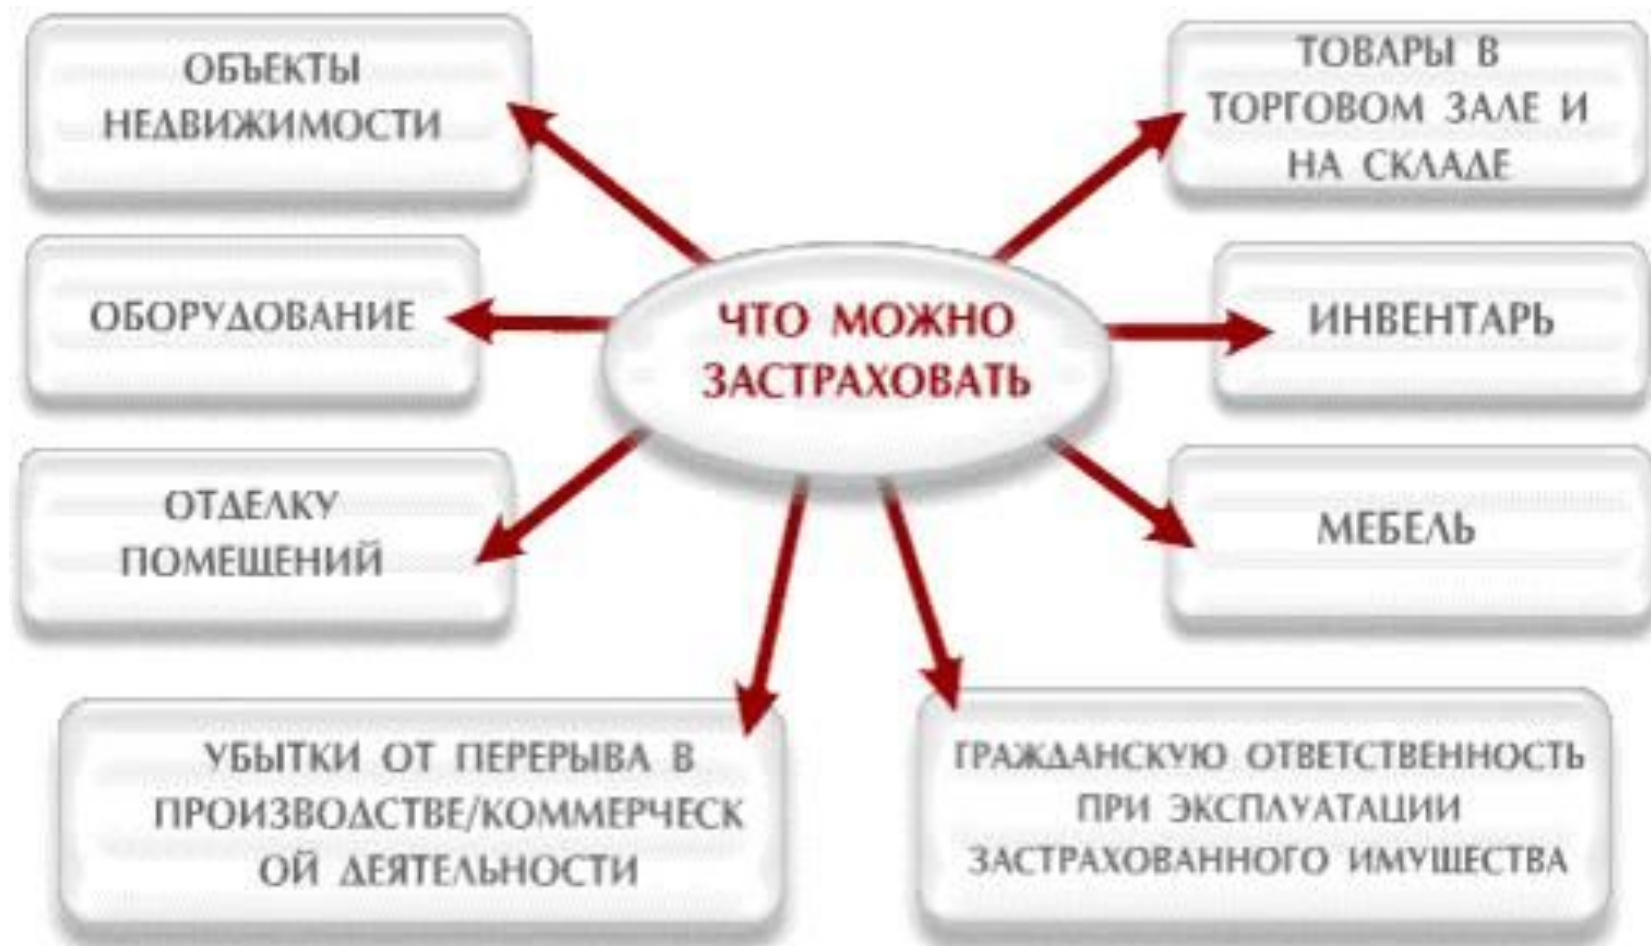 ОБЪЕКТЫ
НЕДВИЖИМОСТИ
ТОВАРЫ В
ТОРГОВОМ ЗАЛЕ И
НА СКЛАДЕ
ОБОРУДОВАНИЕ
ЧТО МОЖНО
ЗАСТРАХОВАТЬ
ИНВЕНТАРЬ
ОТДЕЛКУ
ПОМЕЩЕНИЙ
МЕБЕЛЬ
УБЫТКИ ОТ ПЕРЕРЫВА В
ПРОИЗВОДСТВЕ/КОММЕРЧЕСК
ОЙ ДЕЯТЕЛЬНОСТИ
ГРАЖДАНСКУЮ ОТВЕТСТВЕННОСТЬ
ПРИ ЭКСПЛУАТАЦИИ
ЗАСТРАХОВАННОГО ИМУЩЕСТВА